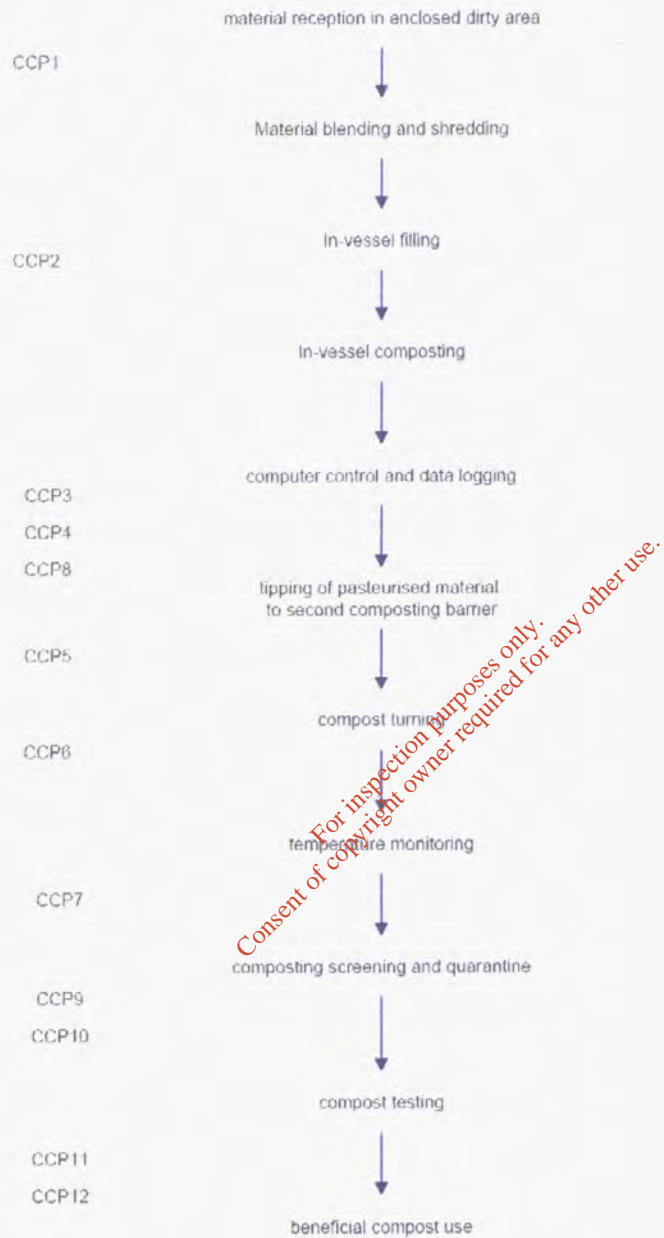 material reception in enclosed dirty area
CCP1
Material blending and shredding
In-vessel filling
CCP2
In-vessel composting
computer control and data logging
CCP3
CCP4
CCP8
tipping of pasteurised material
to second composting barrier
CCP5
compost turning
CCP6
temperature monitoring
CCP7
composting screening and quarantine
CCP9
CCP10
compost testing
CCP11
CCP12
beneficial compost use
For inspection purposes only.
Consent of copyright owner required for any other use.